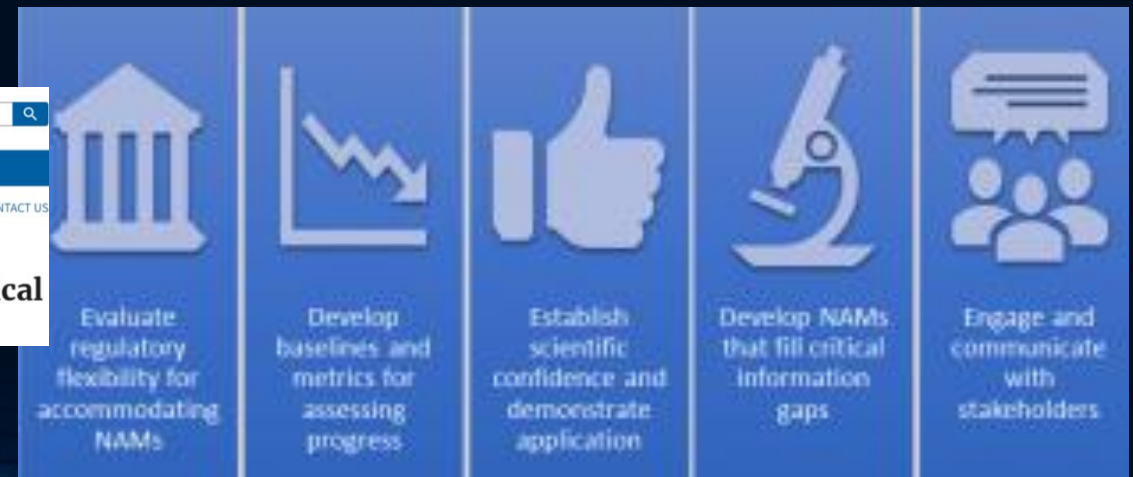 NTACT US
ical
Evaluate
regulatory
flexibility for
accommodating
NAMs
Develop
baselines and
metrics for
assessing
progress
Establish
scientific
confidence and
demonstrate
application
Develop NAMs
that fill critical
information
gaps
Engage and
communicate
with
stakeholders